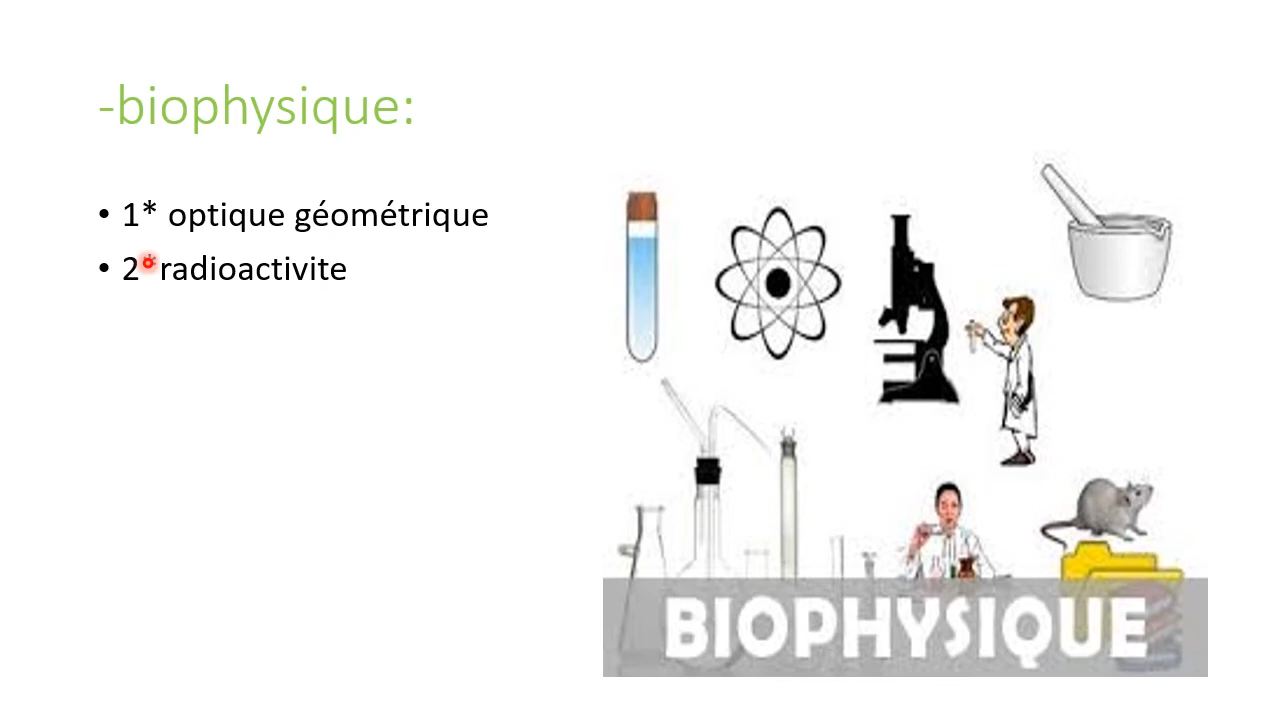 -biophysique:
• 1* optique géométrique
• 2* radioactivite
BIOPHYSIQUE